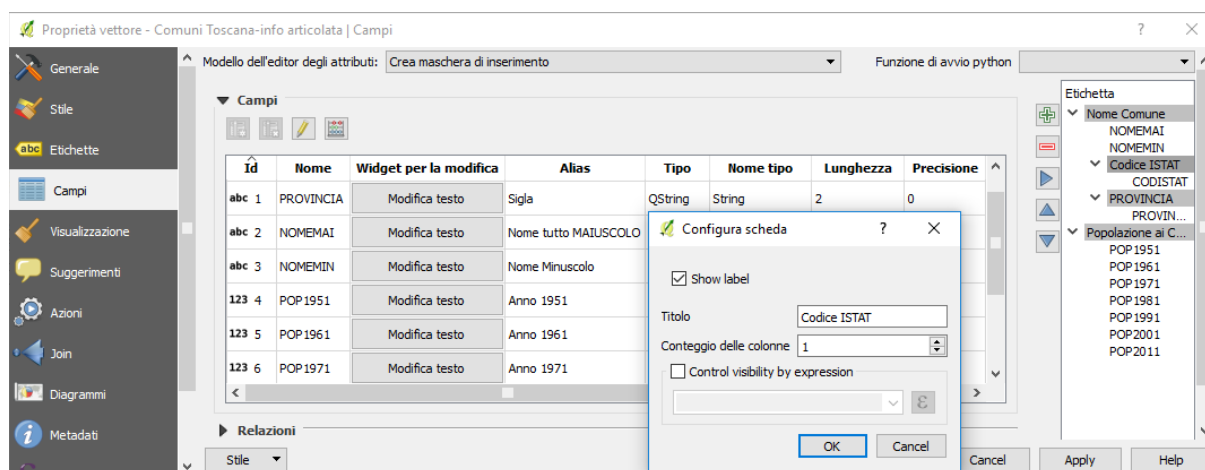 Proprietà vettore - Comuni Toscana-info articolata | Campi
?
Generale
Stile
abc Etichette
Campi
Visualizzazione
Suggerimenti
Azioni
Join
Diagrammi
Metadati
Modello dell'editor degli attributi: Crea maschera di inserimento
Funzione di avvio python
Campi
Id Nome Widget per la modifica Alias Tipo Nome tipo Lunghezza Precisione
abc 1 PROVINCIA Modifica testo Sigla QString String 2 0
abc 2 NOMEMAI Modifica testo Nome tutto MAIUSCOLO
abc 3 NOMEMIN Modifica testo Nome Minuscolo
123 4 POP1951 Modifica testo Anno 1951
123 5 POP1961 Modifica testo Anno 1961
123 6 POP1971 Modifica testo Anno 1971
Relazioni
Stile
Configura scheda ?
Show label
Titolo Codice ISTAT
Conteggio delle colonne 1
Control visibility by expression
ε
OK Cancel
Etichetta
Nome Comune
NOMEMAI
NOMEMIN
Codice ISTAT
CODISTAT
PROVINCIA
PROVIN...
Popolazione ai C...
POP1951
POP1961
POP1971
POP1981
POP1991
POP2001
POP2011
Cancel Apply Help